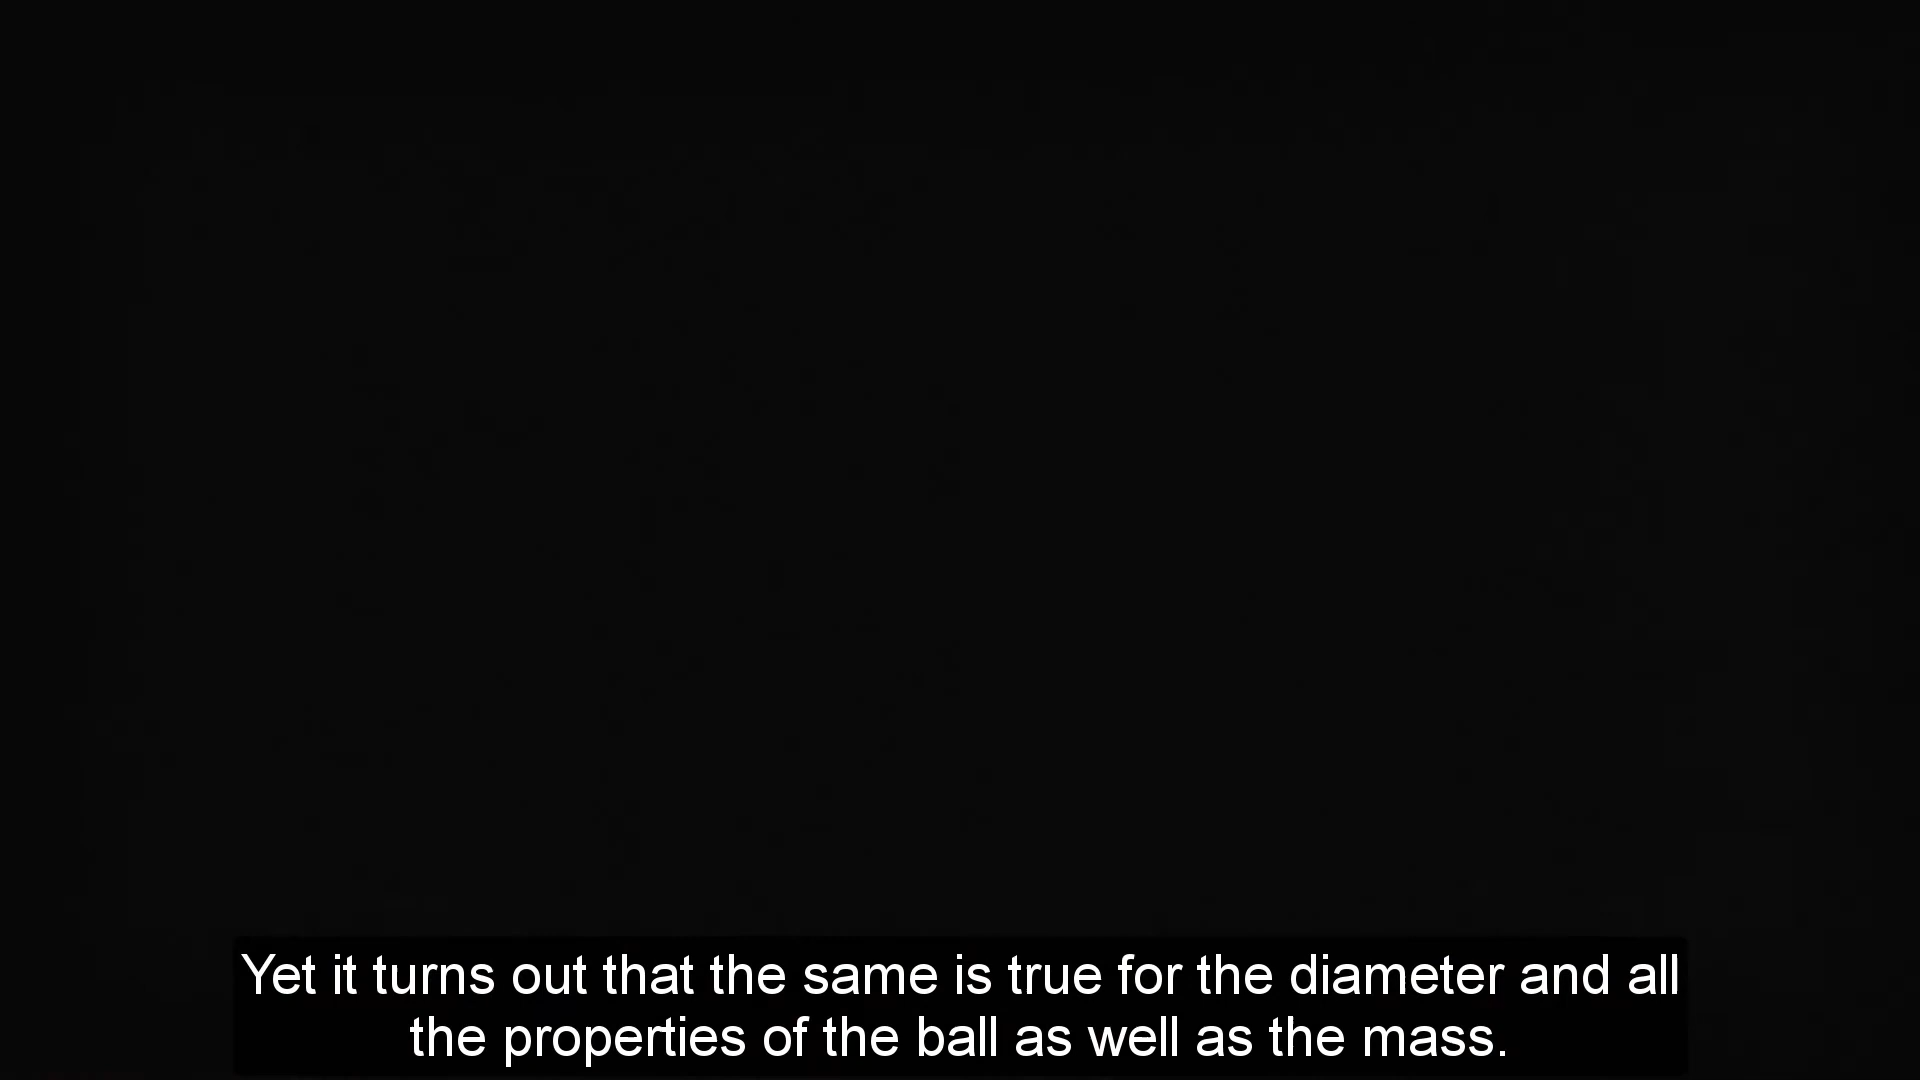 Yet it turns out that the same is true for the diameter and all
the properties of the ball as well as the mass.